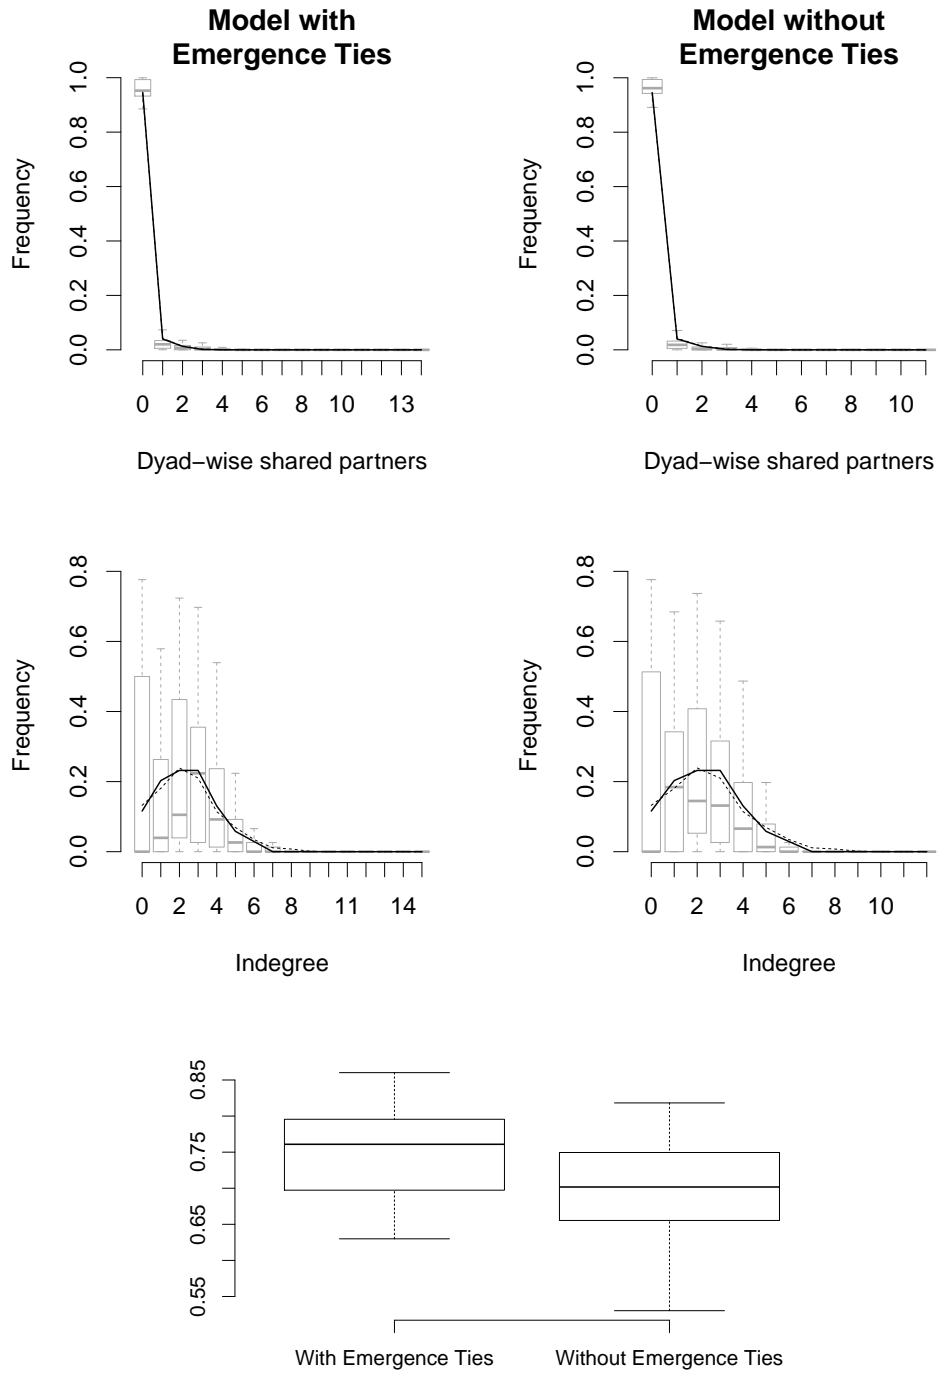 Model with
Emergence Ties
Model without
Emergence Ties
Frequency
0.0 0.2 0.4 0.6 0.8 1.0
0 2 4 6 8 10 13
Dyad−wise shared partners
Frequency
0.0 0.2 0.4 0.6 0.8 1.0
0 2 4 6 8 10
Dyad−wise shared partners
Frequency
0.0 0.2 0.4 0.6 0.8
0 2 4 6 8 11 14
Indegree
Frequency
0.0 0.2 0.4 0.6 0.8
0 2 4 6 8 10
Indegree
0.55 0.65 0.75 0.85
With Emergence Ties
Without Emergence Ties